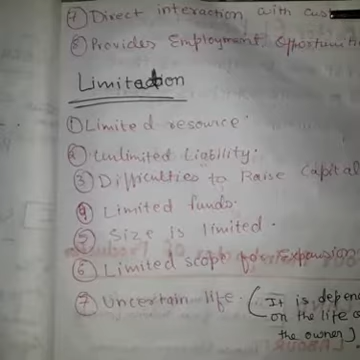 ⑦ Direct interaction with cust
⑧ Provides Employment Opportuniti
Limitation
① Limited resource.
② Unlimited Liability.
③ Difficulties to Raise Capital
④ Limited funds.
⑤ Size is limited.
⑥ Limited scope for Expansion
⑦ Uncertain life. (It is depen
on the life o
the owner)